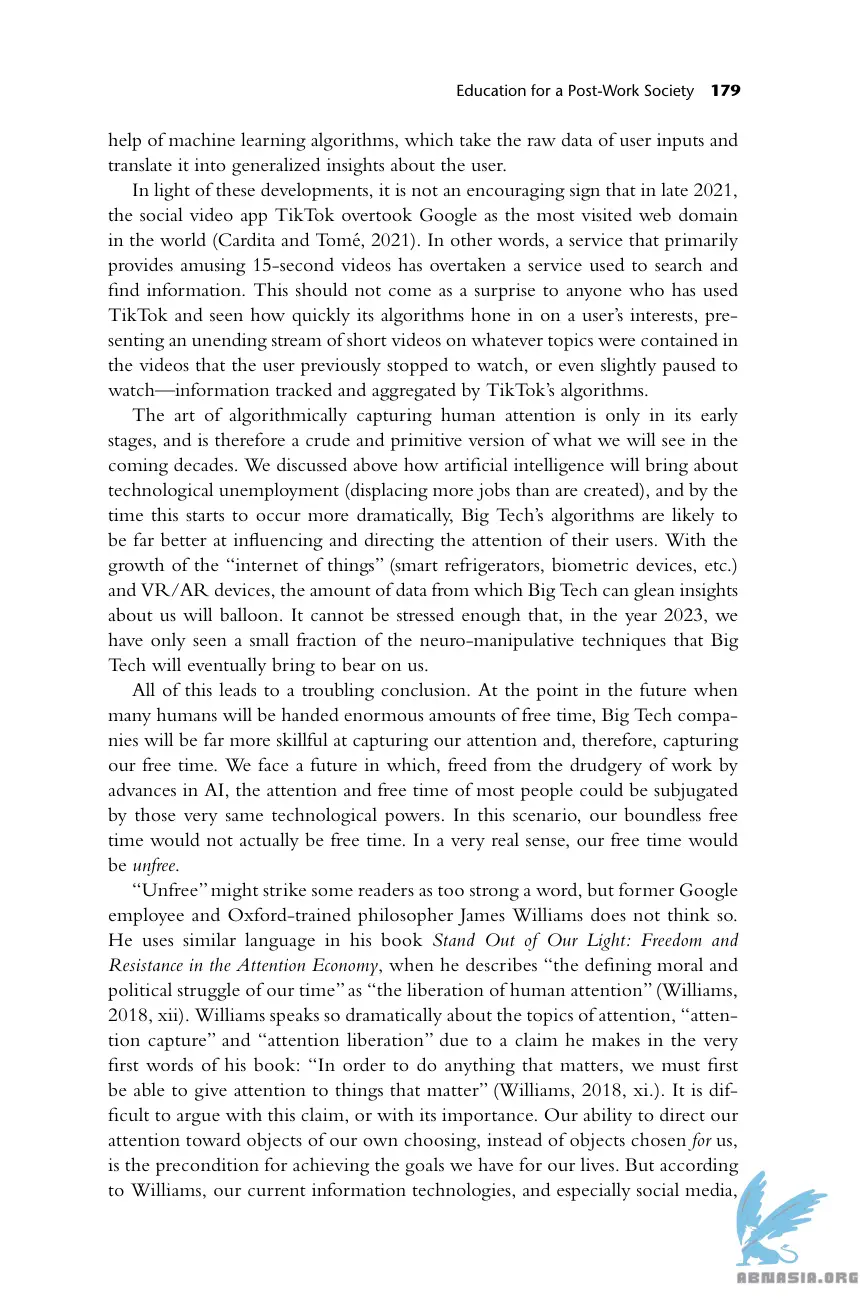 Education for a Post-Work Society 179
help of machine learning algorithms, which take the raw data of user inputs and
translate it into generalized insights about the user.
In light of these developments, it is not an encouraging sign that in late 2021,
the social video app TikTok overtook Google as the most visited web domain
in the world (Cardita and Tomé, 2021). In other words, a service that primarily
provides amusing 15-second videos has overtaken a service used to search and
find information. This should not come as a surprise to anyone who has used
TikTok and seen how quickly its algorithms hone in on a user’s interests, pre-
senting an unending stream of short videos on whatever topics were contained in
the videos that the user previously stopped to watch, or even slightly paused to
watch—information tracked and aggregated by TikTok’s algorithms.
The art of algorithmically capturing human attention is only in its early
stages, and is therefore a crude and primitive version of what we will see in the
coming decades. We discussed above how artificial intelligence will bring about
technological unemployment (displacing more jobs than are created), and by the
time this starts to occur more dramatically, Big Tech’s algorithms are likely to
be far better at influencing and directing the attention of their users. With the
growth of the “internet of things” (smart refrigerators, biometric devices, etc.)
and VR/AR devices, the amount of data from which Big Tech can glean insights
about us will balloon. It cannot be stressed enough that, in the year 2023, we
have only seen a small fraction of the neuro-manipulative techniques that Big
Tech will eventually bring to bear on us.
All of this leads to a troubling conclusion. At the point in the future when
many humans will be handed enormous amounts of free time, Big Tech compa-
nies will be far more skillful at capturing our attention and, therefore, capturing
our free time. We face a future in which, freed from the drudgery of work by
advances in AI, the attention and free time of most people could be subjugated
by those very same technological powers. In this scenario, our boundless free
time would not actually be free time. In a very real sense, our free time would
be unfree.
“Unfree” might strike some readers as too strong a word, but former Google
employee and Oxford-trained philosopher James Williams does not think so.
He uses similar language in his book Stand Out of Our Light: Freedom and
Resistance in the Attention Economy, when he describes “the defining moral and
political struggle of our time” as “the liberation of human attention” (Williams,
2018, xii). Williams speaks so dramatically about the topics of attention, “atten-
tion capture” and “attention liberation” due to a claim he makes in the very
first words of his book: “In order to do anything that matters, we must first
be able to give attention to things that matter” (Williams, 2018, xi.). It is dif-
ficult to argue with this claim, or with its importance. Our ability to direct our
attention toward objects of our own choosing, instead of objects chosen for us,
is the precondition for achieving the goals we have for our lives. But according
to Williams, our current information technologies, and especially social media,
ABNASIA.ORG